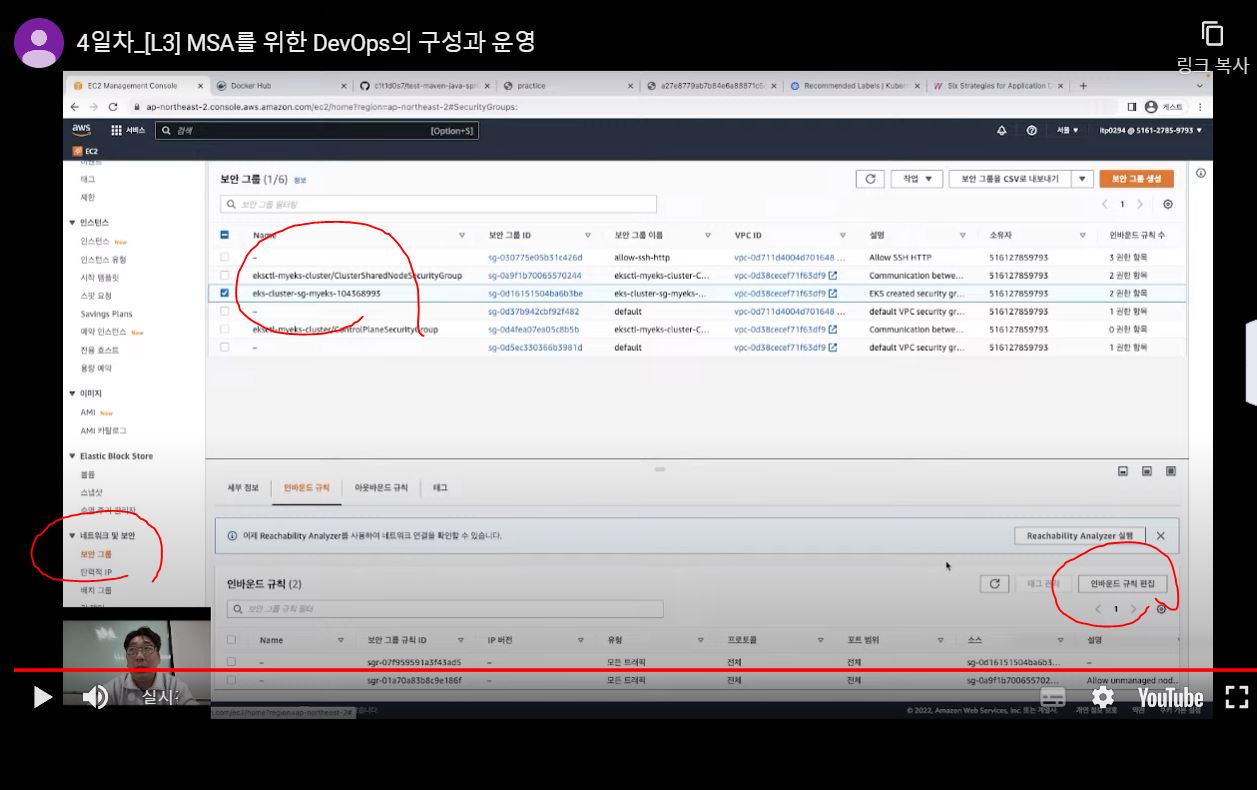 4일차_[L3] MSA를 위한 DevOps의 구성과 운영
링크 복사
EC2 Management Console
Docker Hub
c1t1d0s7/test-maven-java-spr
practice
Recommended Labels | Kuber
Six Strategies for Application D
ap-northeast-2.console.aws.amazon.com/ec2/home?region=ap-northeast-2#SecurityGroups:
게스트
aws
서비스
검색
[Option+S]
서울
itp0294 @ 5161-2785-9793
EC2
이벤트
태그
제한
인스턴스
인스턴스 New
인스턴스 유형
시작 템플릿
스팟 요청
Savings Plans
예약 인스턴스 New
전용 호스트
용량 예약
이미지
AMI New
AMI 카탈로그
Elastic Block Store
볼륨
스냅샷
수명 주기 관리자
네트워크 및 보안
보안 그룹
탄력적 IP
배치 그룹
보안 그룹 (1/6) 정보
작업
보안 그룹을 CSV로 내보내기
보안 그룹 생성
보안 그룹 필터링
1
Name 보안 그룹 ID 보안 그룹 이름 VPC ID 설명 소유자 인바운드 규칙 수
– sg-030775e05b31c426d allow-ssh-http vpc-0d711d4004d701648 ... Allow SSH HTTP 516127859793 3 권한 항목
eksctl-myeks-cluster/ClusterSharedNodeSecurityGroup sg-0a9f1b70065570244 eksctl-myeks-cluster-C... vpc-0d38cecef71f63df9 Communication betwe... 516127859793 2 권한 항목
eks-cluster-sg-myeks-104368993 sg-0d16151504ba6b3be eks-cluster-sg-myeks-... vpc-0d38cecef71f63df9 EKS created security gr... 516127859793 2 권한 항목
– sg-0d37b942cbf92f482 default vpc-0d711d4004d701648 ... default VPC security gr... 516127859793 1 권한 항목
eksctl-myeks-cluster/ControlPlaneSecurityGroup sg-0d4fea07ea05c8b5b eksctl-myeks-cluster-C... vpc-0d38cecef71f63df9 Communication betwe... 516127859793 0 권한 항목
– sg-0d5ec330366b3981d default vpc-0d38cecef71f63df9 default VPC security gr... 516127859793 1 권한 항목
세부 정보
인바운드 규칙
아웃바운드 규칙
태그
이제 Reachability Analyzer를 사용하여 네트워크 연결을 확인할 수 있습니다.
Reachability Analyzer 실행
인바운드 규칙 (2)
태그 관리
인바운드 규칙 편집
보안 그룹 규칙 필터
1
Name 보안 그룹 규칙 ID IP 버전 유형 프로토콜 포트 범위 소스 설명
– sgr-07f959591a3f43ad5 – 모든 트래픽 전체 전체 sg-0d16151504ba6b3... –
– sgr-01a70a83b8c9e186f – 모든 트래픽 전체 전체 sg-0a9f1b700655702... Allow unmanaged nod...
실시간
YouTube
.com/ec2/home?region=ap-northeast-2#
© 2022, Amazon Web Services, Inc. 또는 계열사.
개인 정보 보호
약관
쿠키 기본 설정